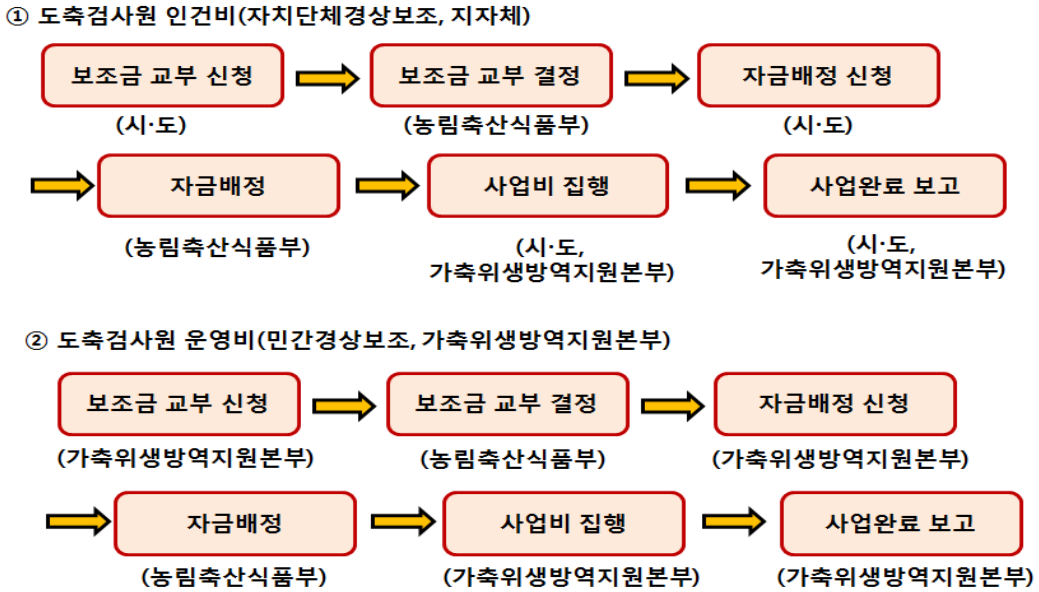 ① 도축검사원 인건비(자치단체경상보조, 지자체)
보조금 교부 신청
보조금 교부 결정
자금배정 신청
(시·도)
(농림축산식품부)
(시·도)
자금배정
사업비 집행
사업완료 보고
(농림축산식품부)
(시·도,
가축위생방역지원본부)
(시·도,
가축위생방역지원본부)
② 도축검사원 운영비(민간경상보조, 가축위생방역지원본부)
보조금 교부 신청
보조금 교부 결정
자금배정 신청
(가축위생방역지원본부)
(농림축산식품부)
(가축위생방역지원본부)
자금배정
사업비 집행
사업완료 보고
(농림축산식품부)
(가축위생방역지원본부)
(가축위생방역지원본부)